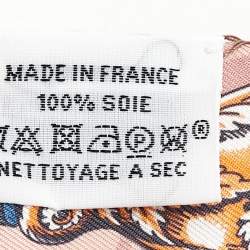 MADE IN FRANCE
100% SOIE
®
NETTOYAGE A SEC